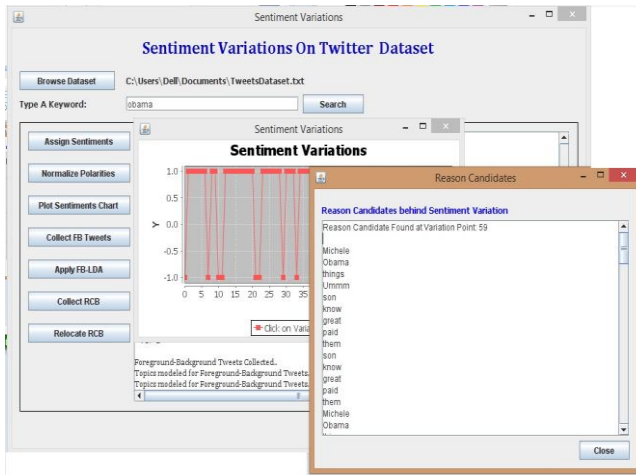 Sentiment Variations
Sentiment Variations On Twitter Dataset
Browse Dataset
C:\Users\Dell\Documents\TweetsDataset.txt
Type A Keyword:
obama
Search
Assign Sentiments
Normalize Polarities
Plot Sentiments Chart
Collect FB Tweets
Apply FB-LDA
Collect RCB
Relocate RCB
Sentiment Variations
Sentiment Variations
Y
1.0
0.5
0.0
-0.5
-1.0
0 5 10 15 20 25 30 35
Click on Varia
Foreground-Background Tweets Collected..
Topics modeled for Foreground-Background Tweets.
Topics modeled for Foreground-Background Tweets.
Reason Candidates
Reason Candidates behind Sentiment Variation
Reason Candidate Found at Variation Point: 59
Michele
Obama
things
Ummmm
son
know
great
paid
them
son
know
great
paid
them
Michele
Obama
Close